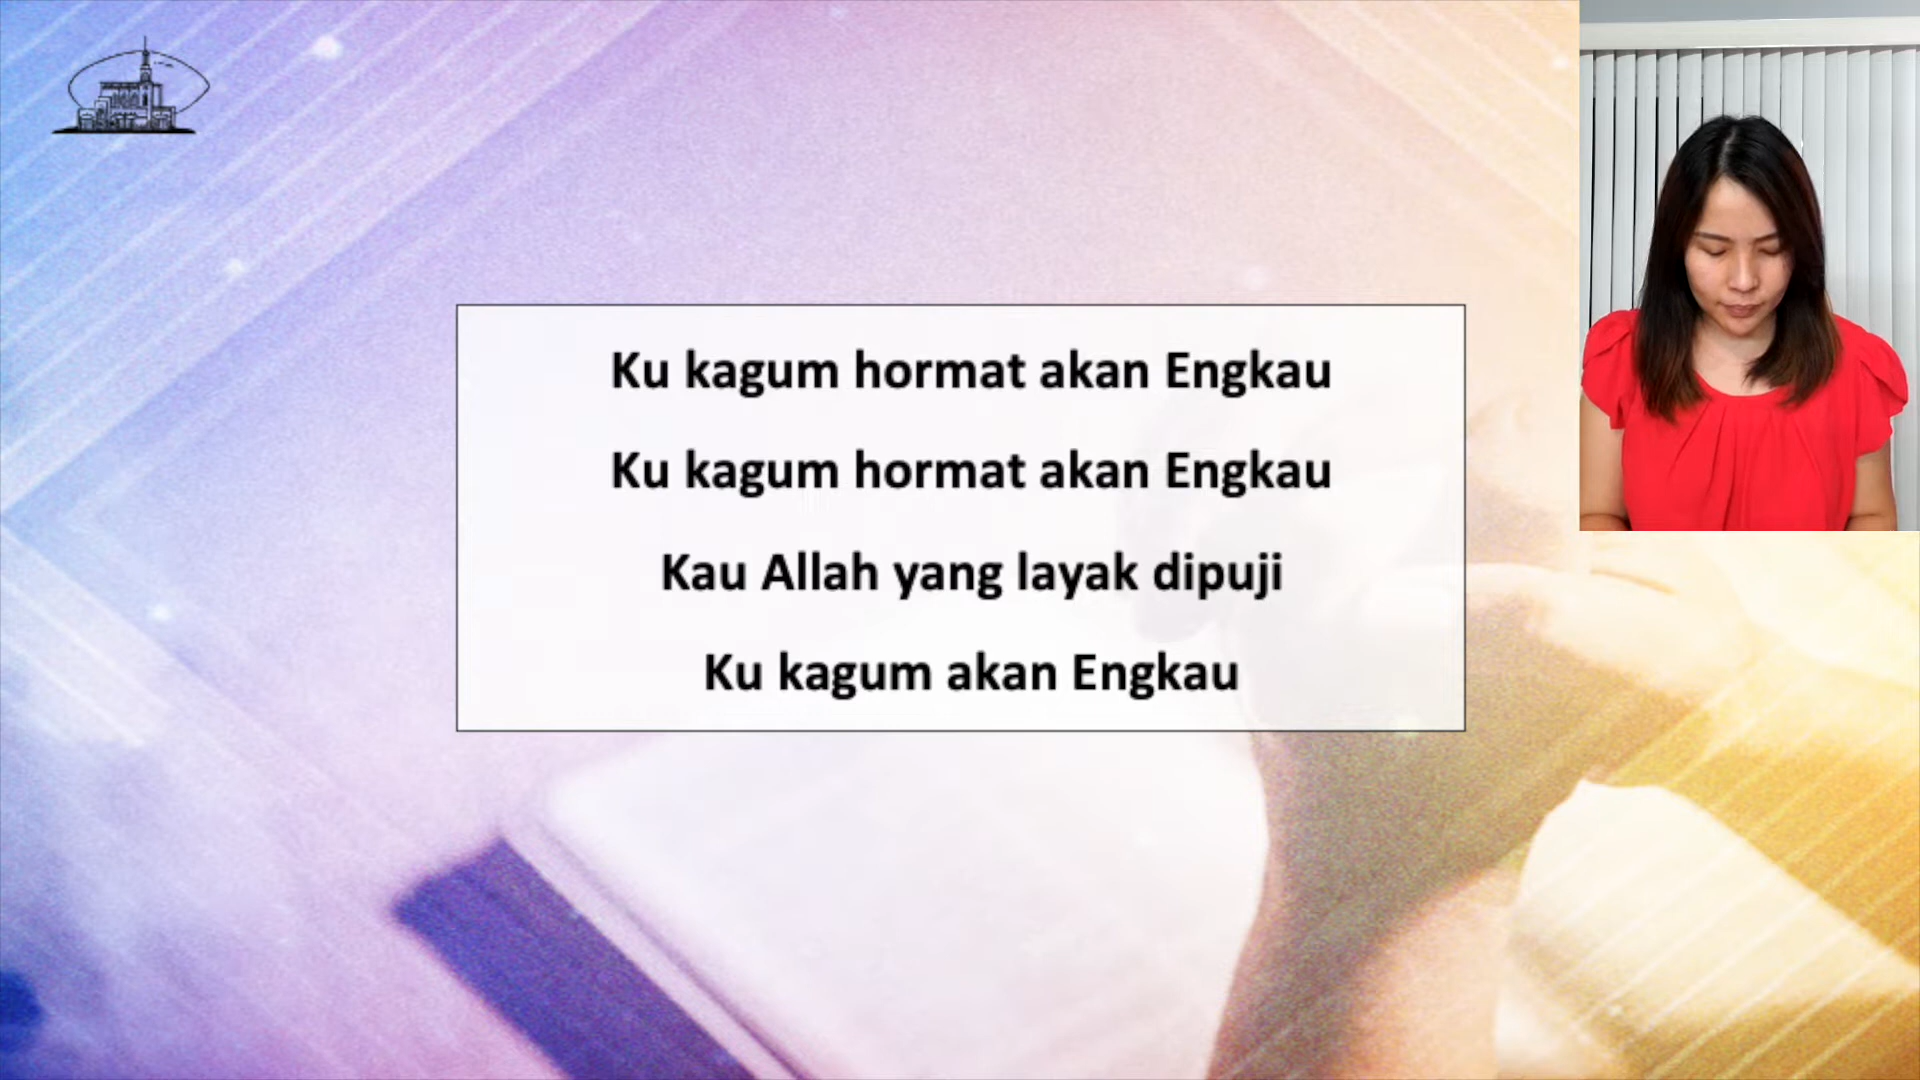 Ku kagum hormat akan Engkau
Ku kagum hormat akan Engkau
Kau Allah yang layak dipuji
Ku kagum akan Engkau